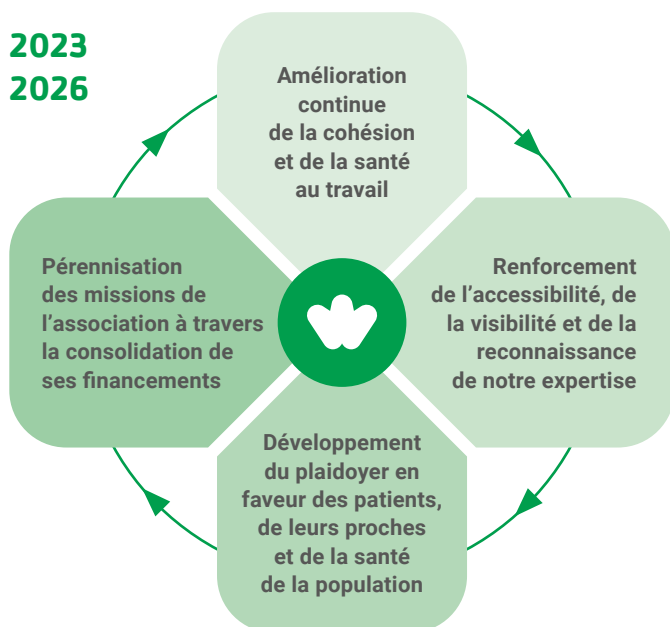 2023
2026
Amélioration
continue
de la cohésion
et de la santé
au travail
Renforcement
de l’accessibilité, de
la visibilité et de la
reconnaissance
de notre expertise
Développement
du plaidoyer en
faveur des patients,
de leurs proches
et de la santé
de la population
Pérennisation
des missions de
l’association à travers
la consolidation de
ses financements